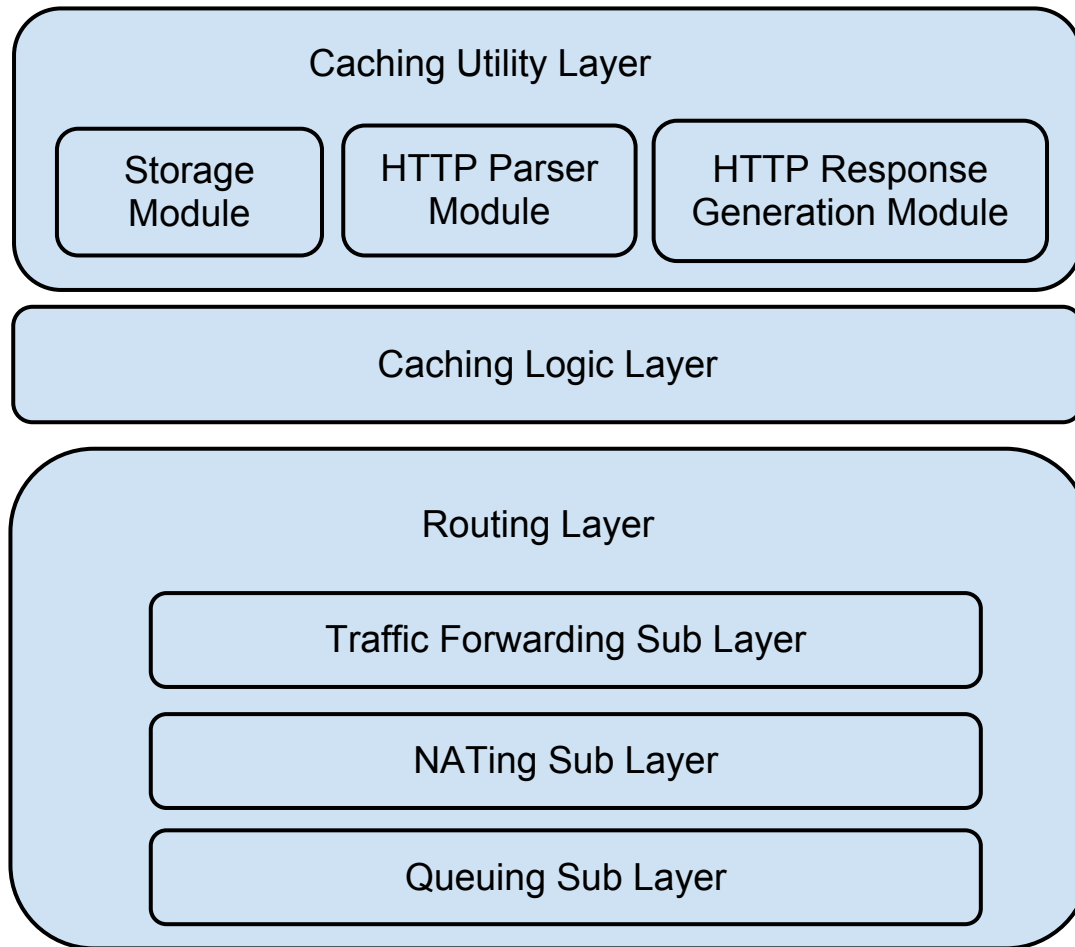 Caching Utility Layer
Storage
Module
HTTP Parser
Module
HTTP Response
Generation Module
Caching Logic Layer
Routing Layer
Traffic Forwarding Sub Layer
NATing Sub Layer
Queuing Sub Layer